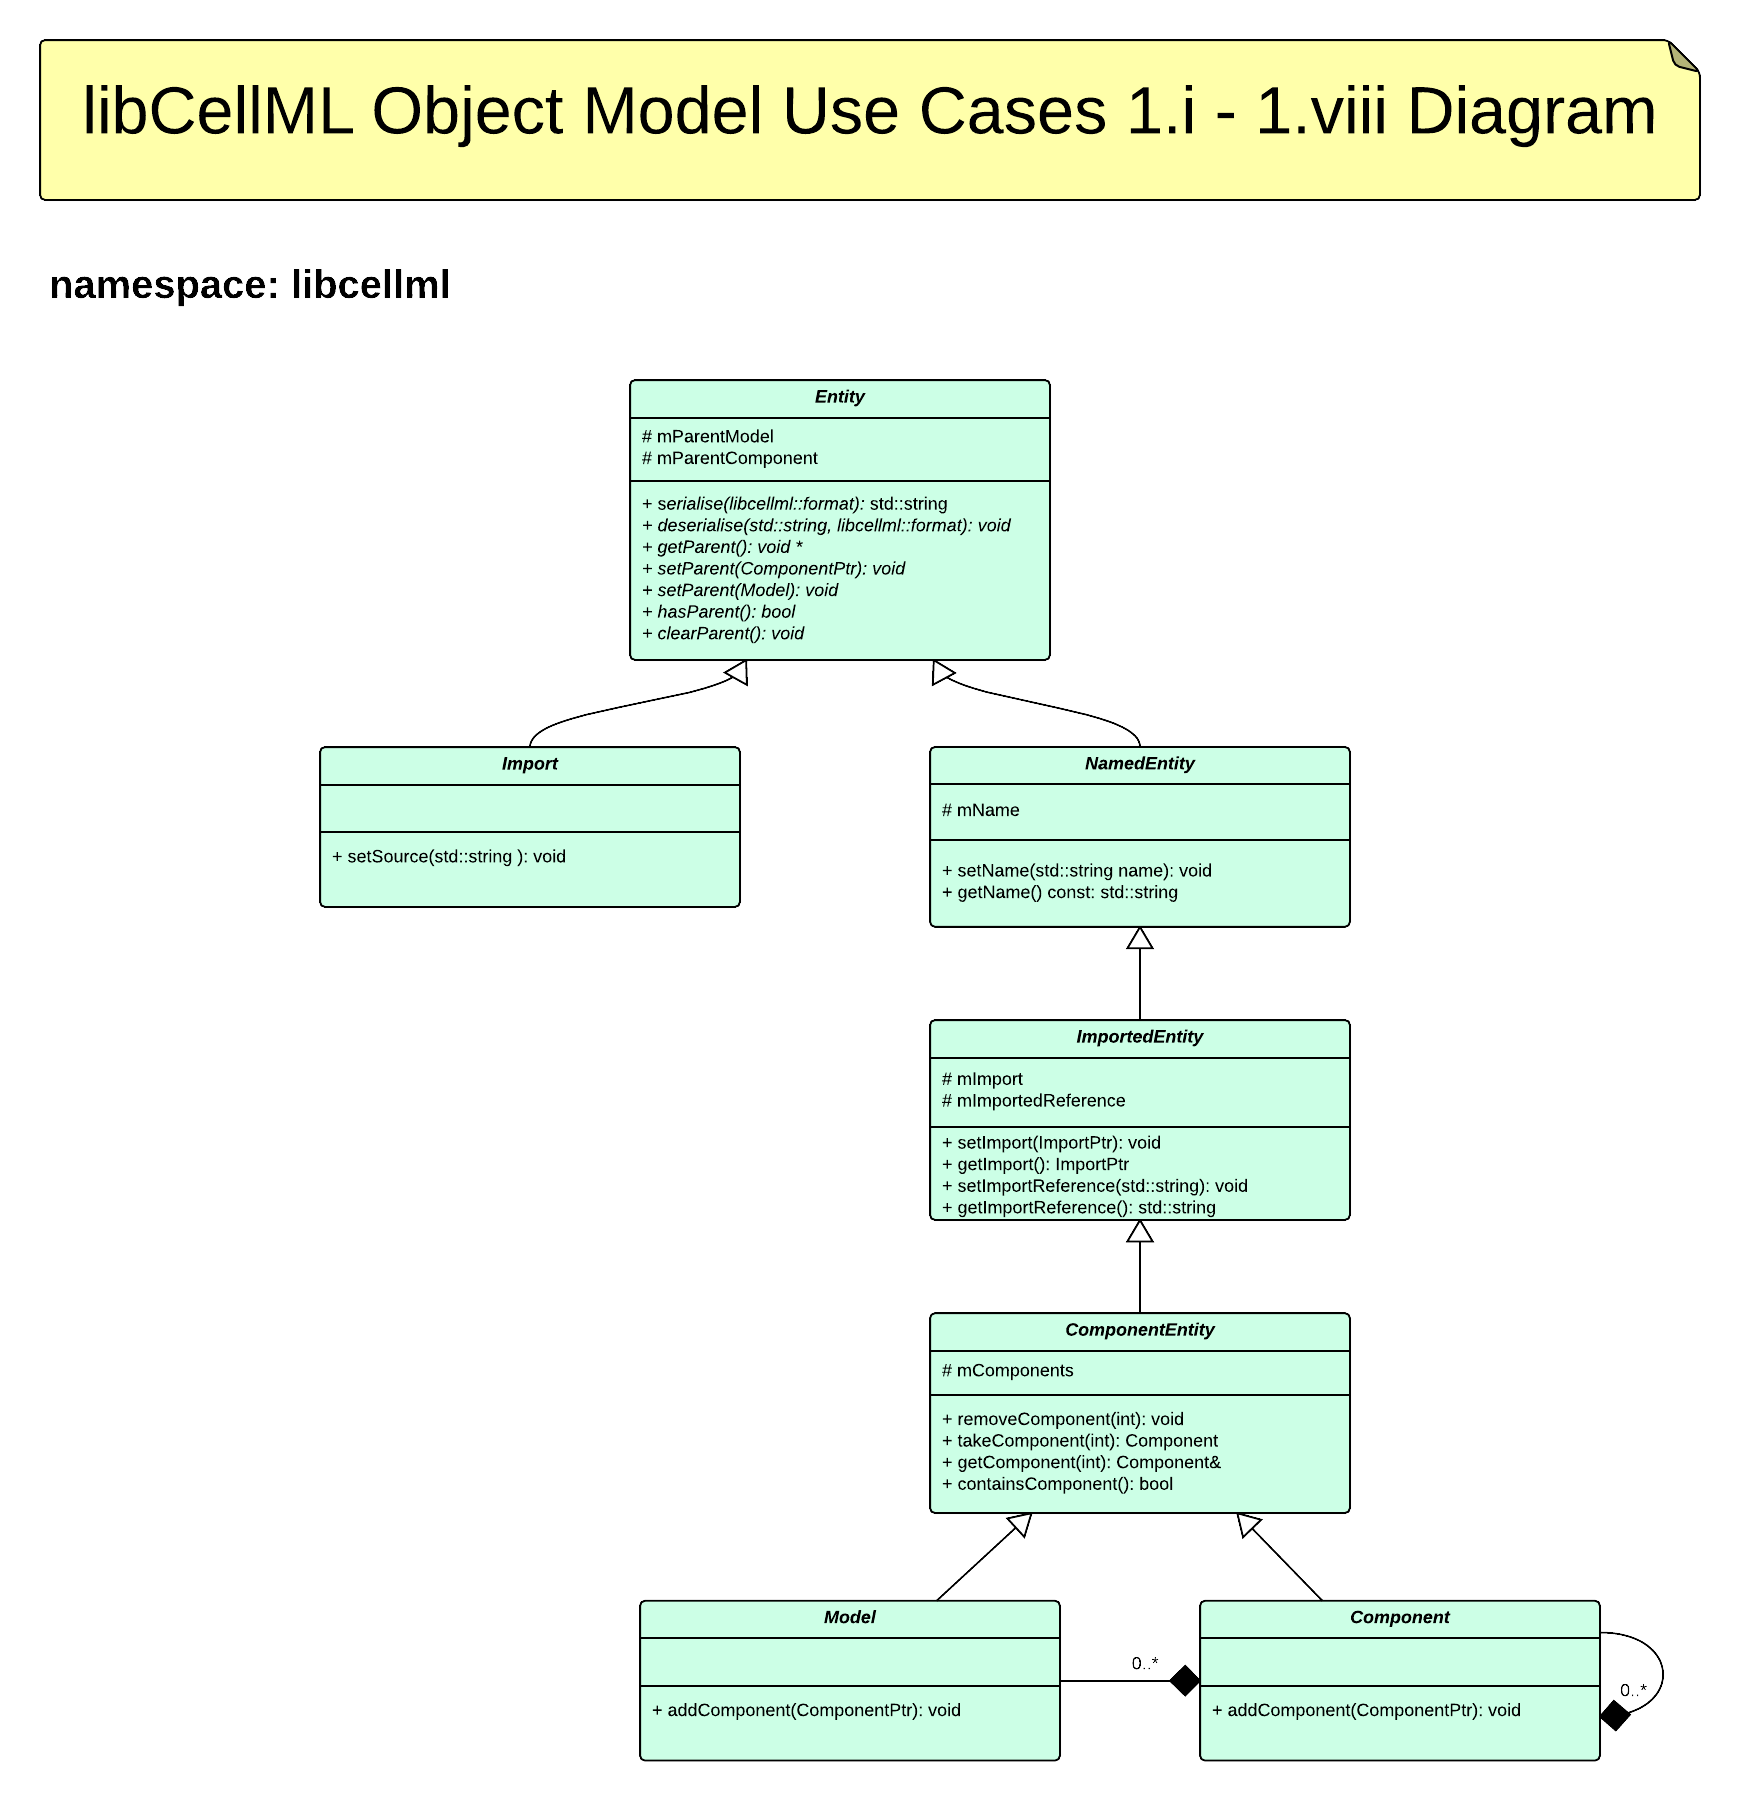 libCellML Object Model Use Cases 1.i - 1.viii Diagram
namespace: libcellml
Entity
# mParentModel
# mParentComponent
+ serialise(libcellml::format): std::string
+ deserialise(std::string, libcellml::format): void
+ getParent(): void *
+ setParent(ComponentPtr): void
+ setParent(Model): void
+ hasParent(): bool
+ clearParent(): void
Import
+ setSource(std::string ): void
NamedEntity
# mName
+ setName(std::string name): void
+ getName() const: std::string
ImportedEntity
# mImport
# mImportedReference
+ setImport(ImportPtr): void
+ getImport(): ImportPtr
+ setImportReference(std::string): void
+ getImportReference(): std::string
ComponentEntity
# mComponents
+ removeComponent(int): void
+ takeComponent(int): Component
+ getComponent(int): Component&
+ containsComponent(): bool
Model
+ addComponent(ComponentPtr): void
0..*
Component
+ addComponent(ComponentPtr): void
0..*